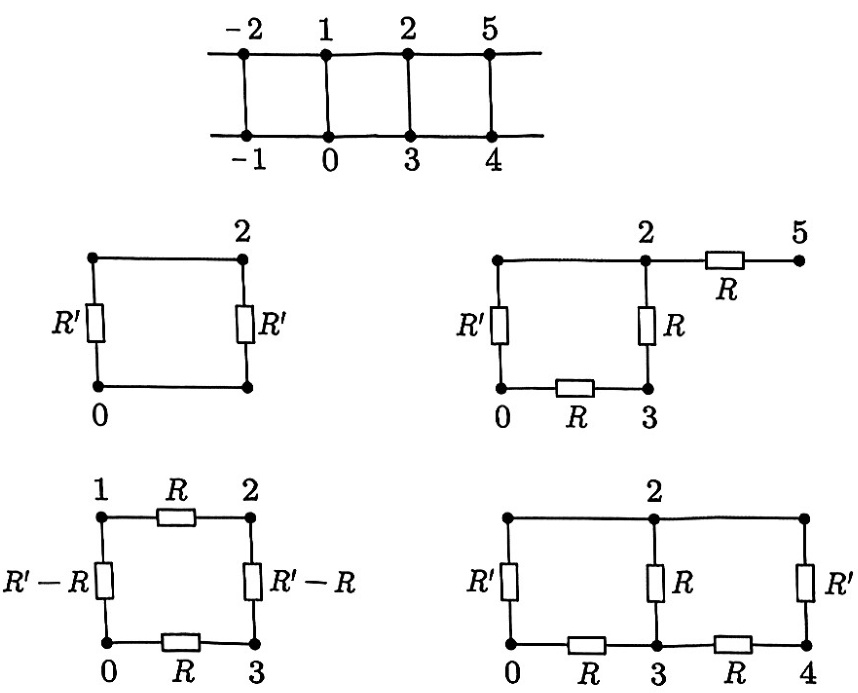 -2 1 2 5
-1 0 3 4
2
R′ R′
0
2 5
R
R′ R
0 R 3
1 R 2
R′ − R R′ − R
0 R 3
2
R′ R R′
0 R 3 R 4